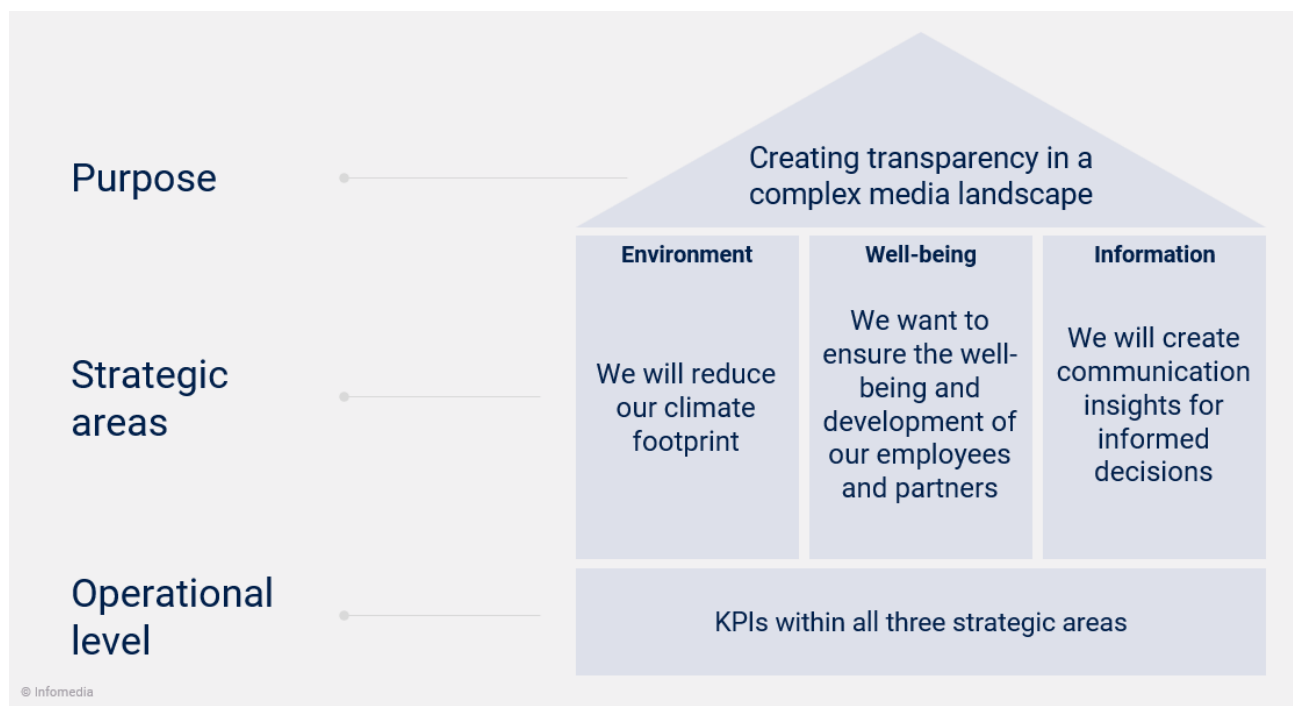 Purpose
Creating transparency in a
complex media landscape
Strategic
areas
Environment
We will reduce
our climate
footprint
Well-being
We want to
ensure the well-
being and
development of
our employees
and partners
Information
We will create
communication
insights for
informed
decisions
Operational
level
KPIs within all three strategic areas
© Infomedia